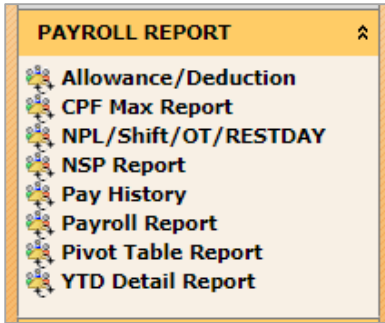 PAYROLL REPORT
Allowance/Deduction
CPF Max Report
NPL/Shift/OT/RESTDAY
NSP Report
Pay History
Payroll Report
Pivot Table Report
YTD Detail Report